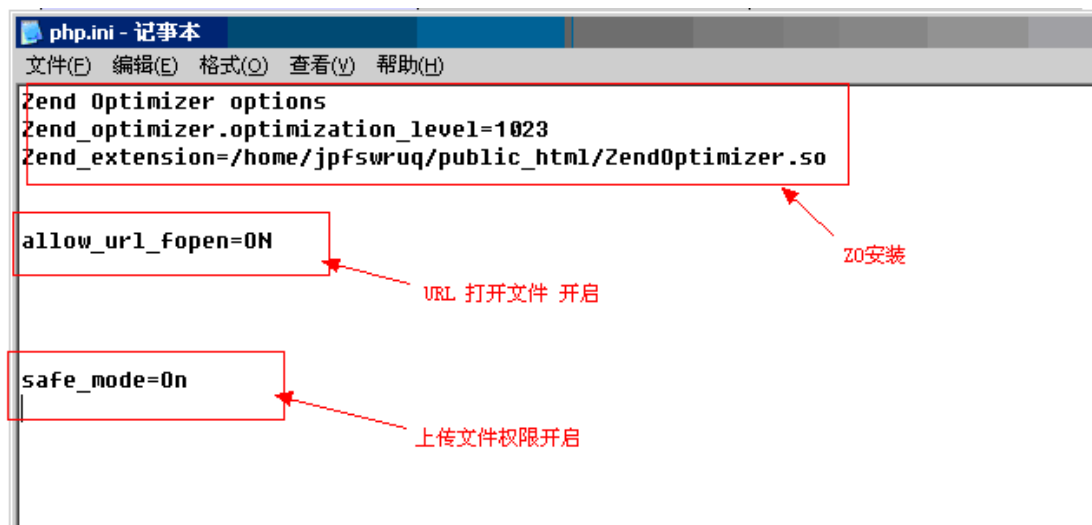 php.ini - 记事本
文件(F) 编辑(E) 格式(O) 查看(V) 帮助(H)
Zend Optimizer options
Zend_optimizer.optimization_level=1023
Zend_extension=/home/jpfswruq/public_html/ZendOptimizer.so
ZO安装
allow_url_fopen=ON
URL 打开文件 开启
safe_mode=On
上传文件权限开启